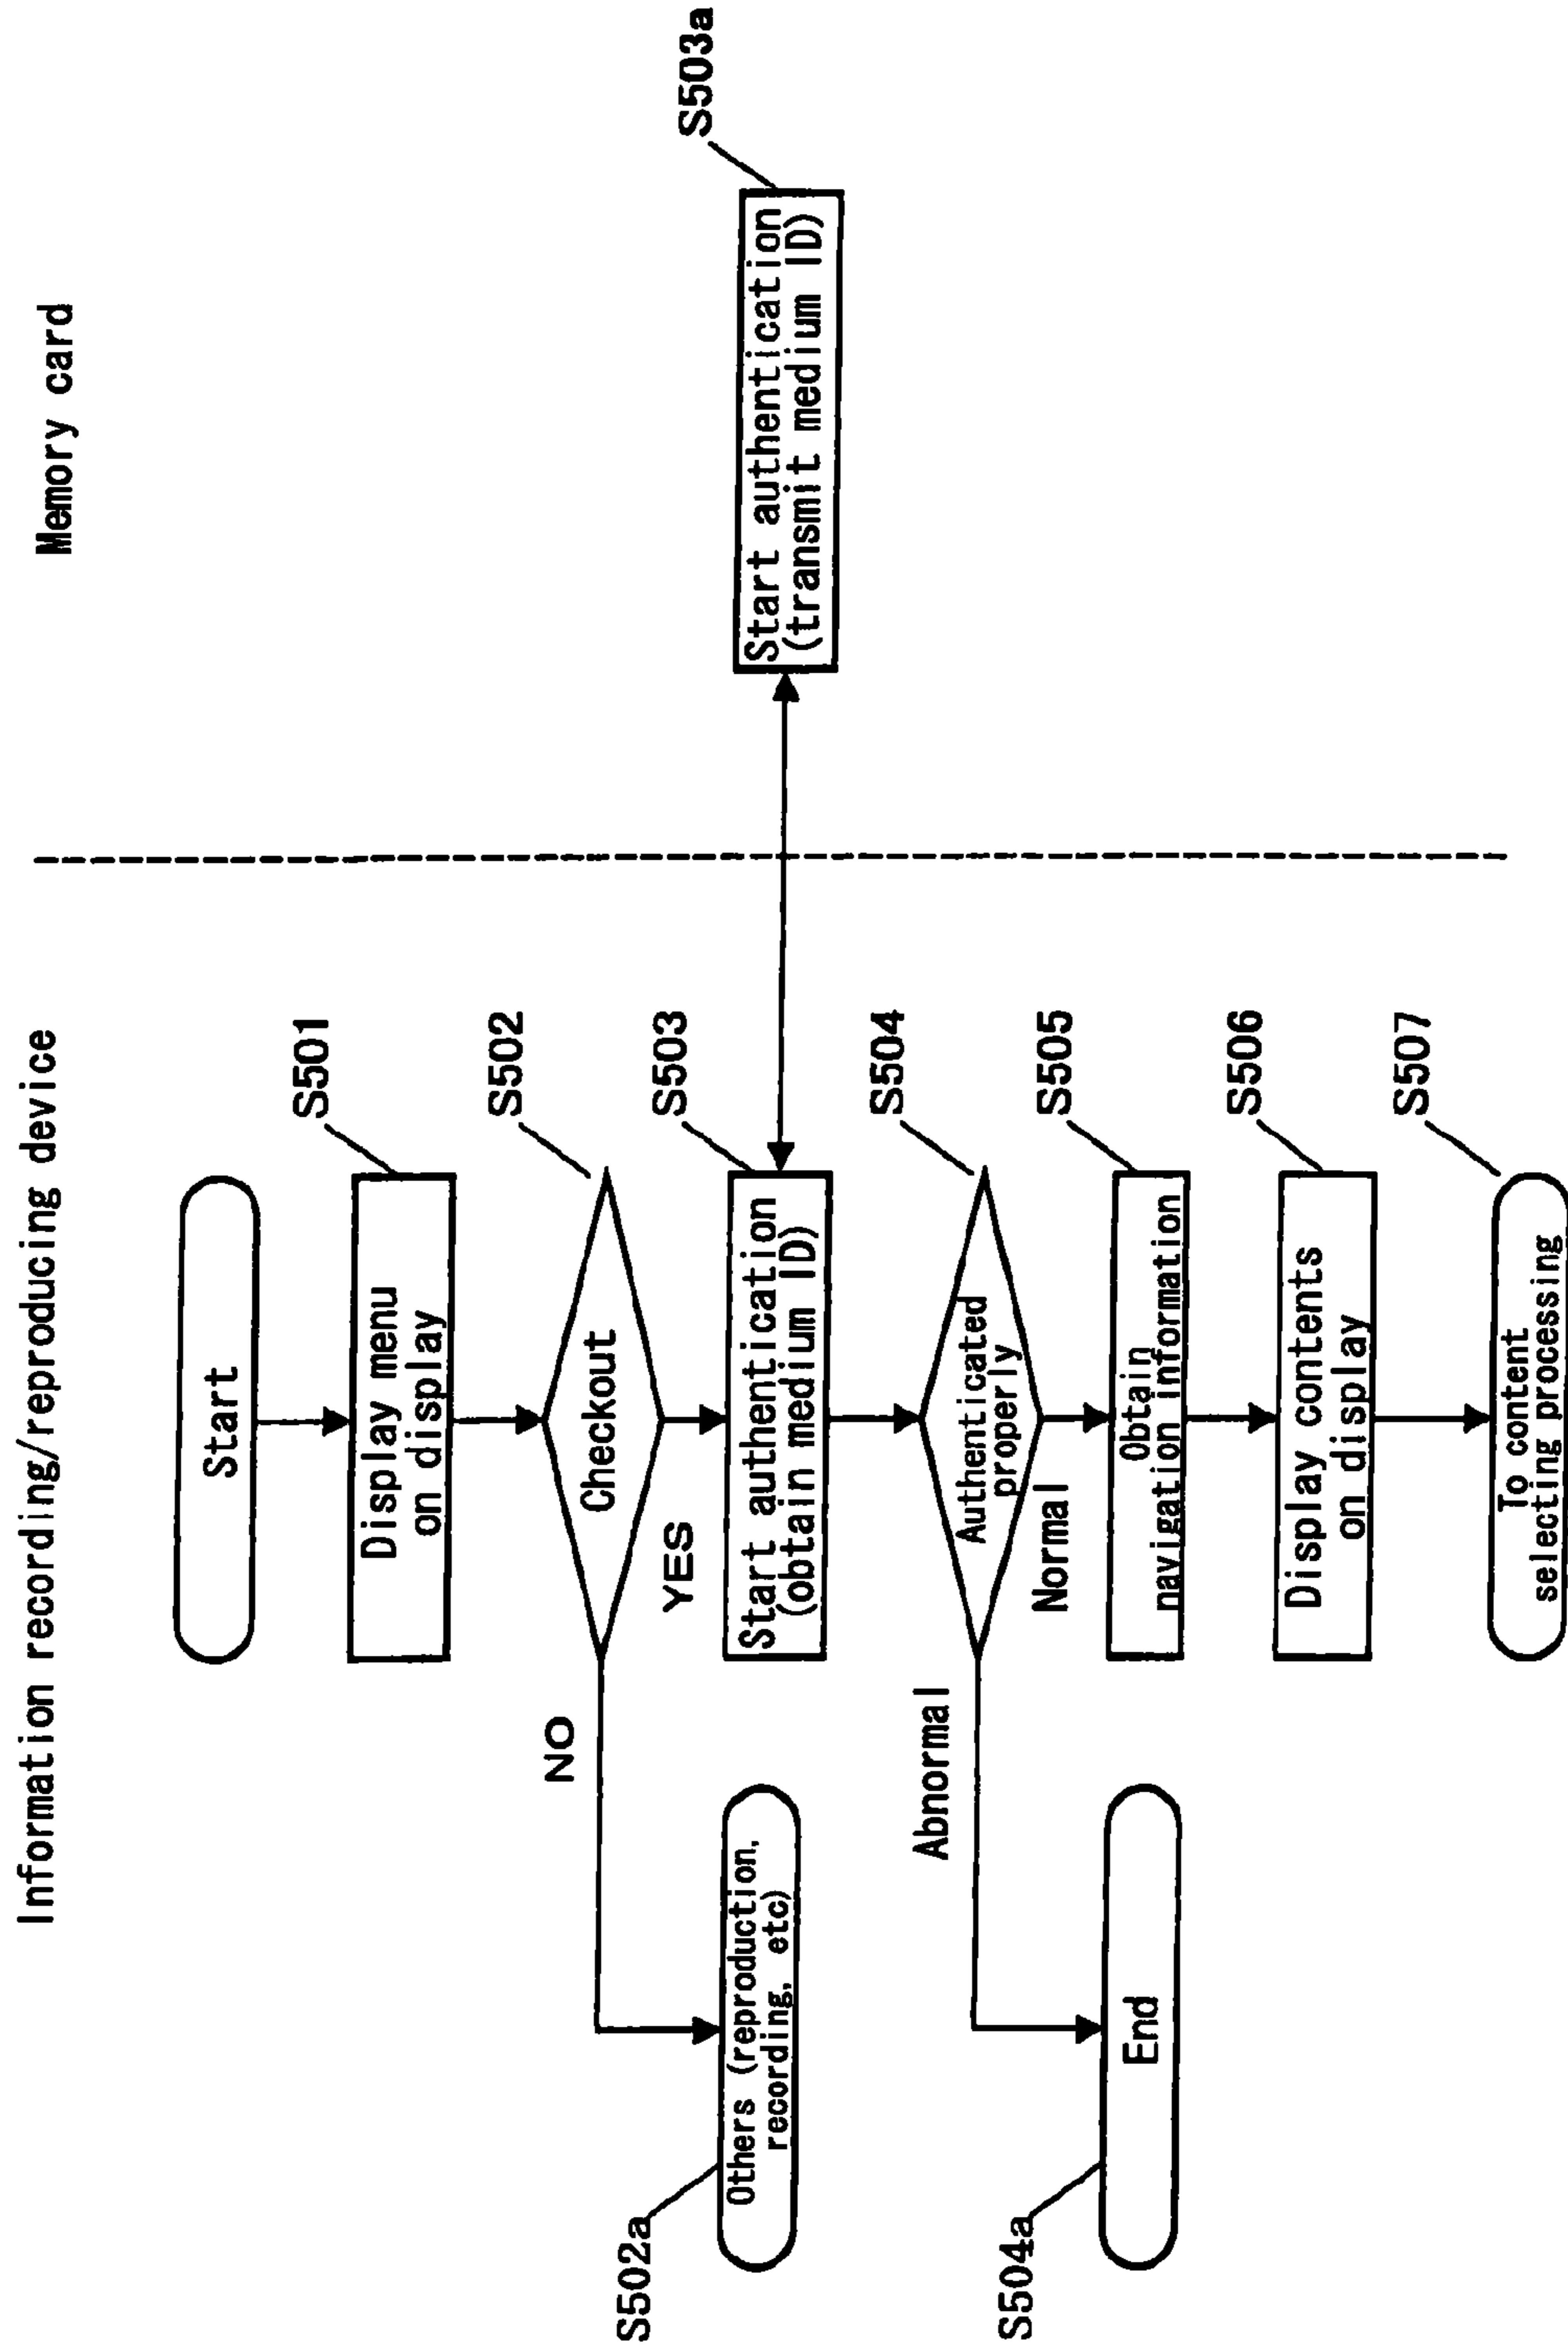 Information recording/reproducing device
Memory card
Start
S501
Display menu
on display
S502
Checkout
NO
YES
S502a
Others (reproduction,
recording, etc)
S503
Start authentication
(obtain medium ID)
S503a
Start authentication
(transmit medium ID)
S504
Authenticated
properly
Abnormal
Normal
S504a
End
S505
Obtain
navigation information
S506
Display contents
on display
S507
To content
selecting processing